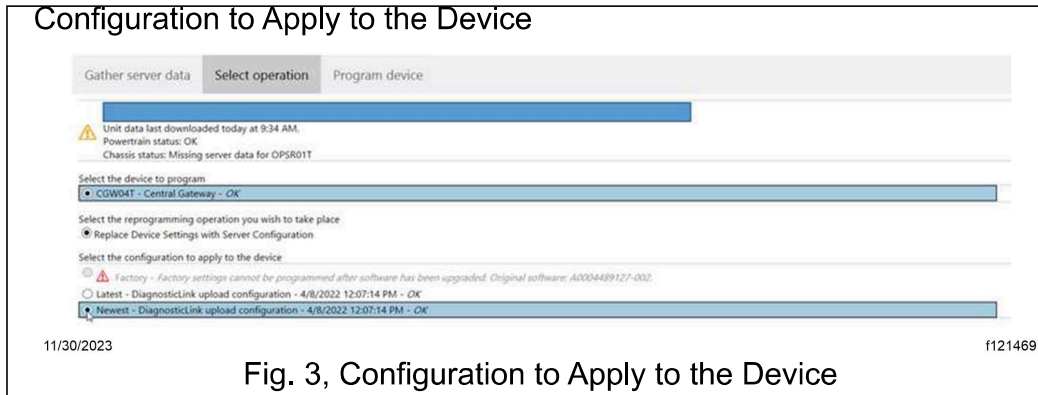 Configuration to Apply to the Device
Gather server data Select operation Program device
Unit data last downloaded today at 9:34 AM.
Powertrain status: OK
Chassis status: Missing server data for OPSR01T
Select the device to program
CGW04T - Central Gateway - OK
Select the reprogramming operation you wish to take place
Replace Device Settings with Server Configuration
Select the configuration to apply to the device
Factory - Factory settings cannot be programmed after software has been upgraded. Original software: A0004489127-002.
Latest - DiagnosticLink upload configuration - 4/8/2022 12:07:14 PM - OK
Newest - DiagnosticLink upload configuration - 4/8/2022 12:07:14 PM - OK
11/30/2023 f121469
Fig. 3, Configuration to Apply to the Device